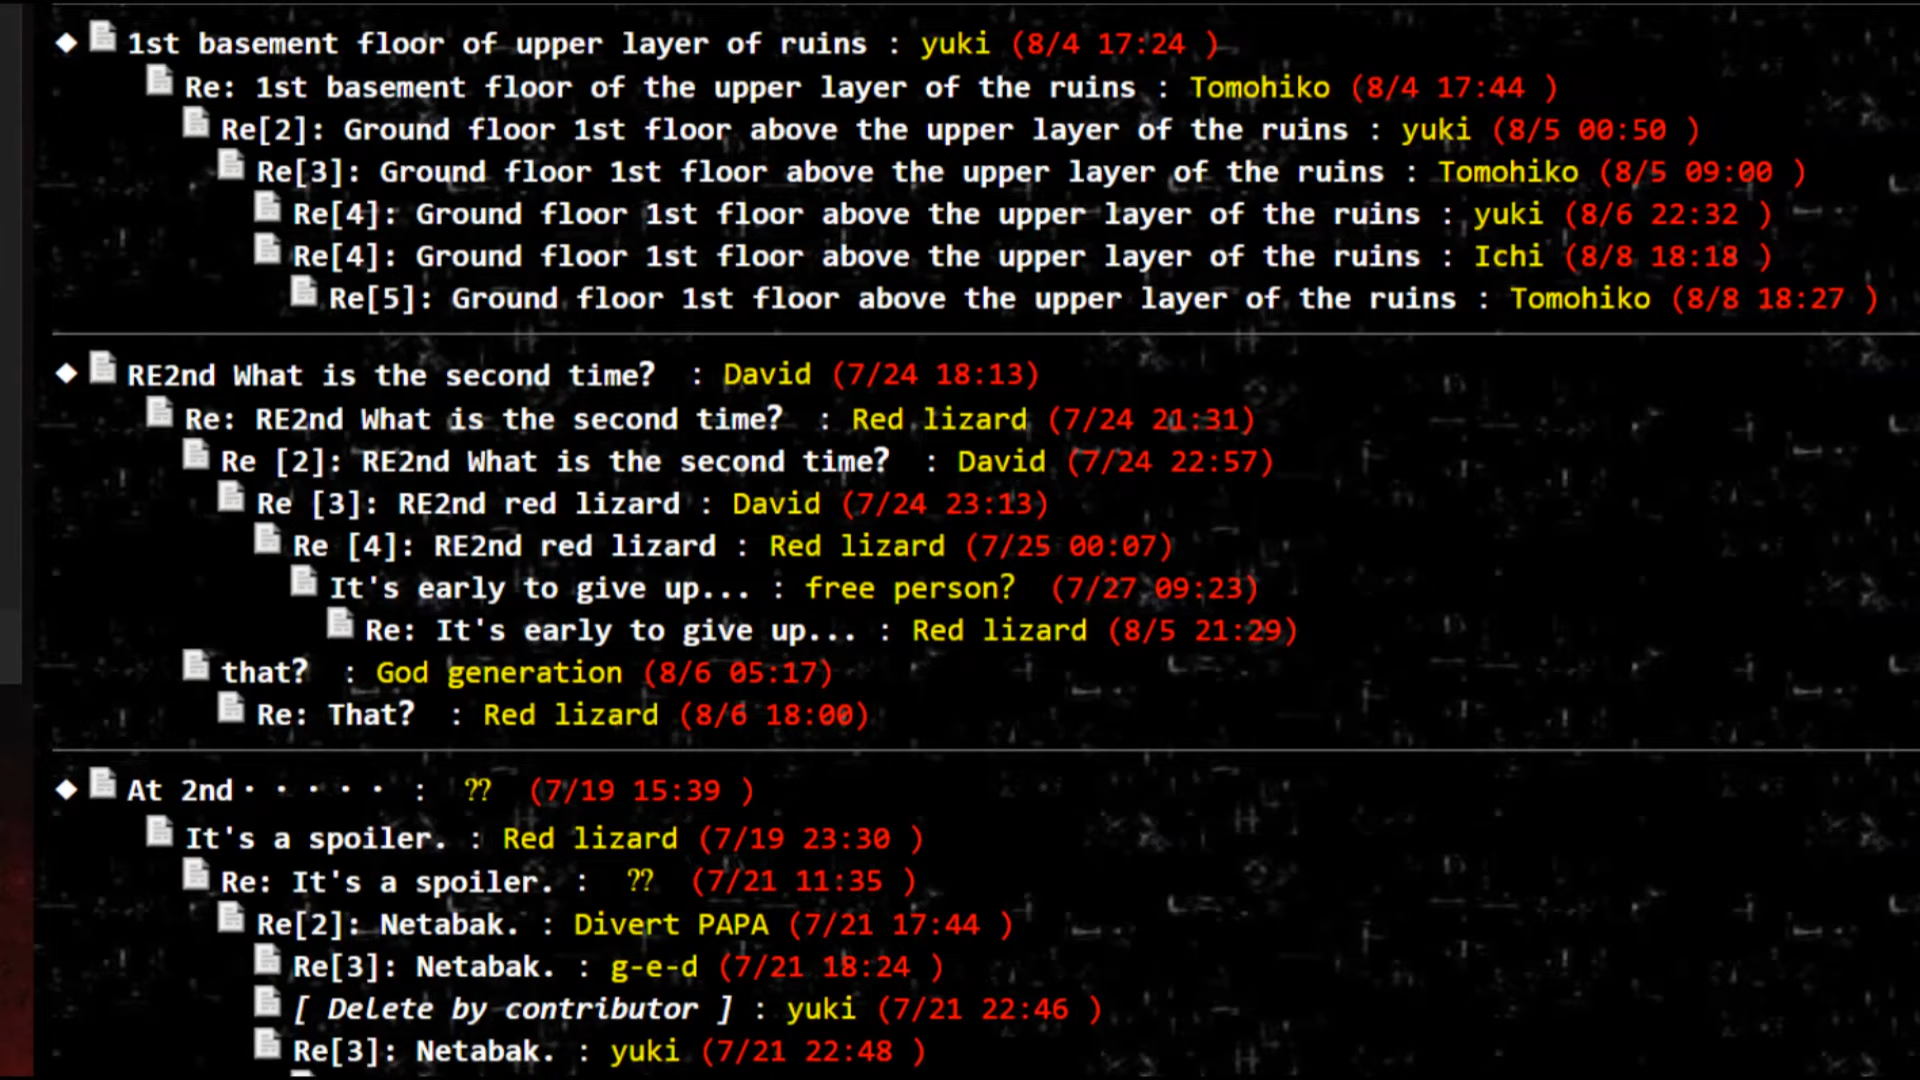 ◆ 1st basement floor of upper layer of ruins : yuki (8/4 17:24 )
Re: 1st basement floor of the upper layer of the ruins : Tomohiko (8/4 17:44 )
Re[2]: Ground floor 1st floor above the upper layer of the ruins : yuki (8/5 00:50 )
Re[3]: Ground floor 1st floor above the upper layer of the ruins : Tomohiko (8/5 09:00 )
Re[4]: Ground floor 1st floor above the upper layer of the ruins : yuki (8/6 22:32 )
Re[4]: Ground floor 1st floor above the upper layer of the ruins : Ichi (8/8 18:18 )
Re[5]: Ground floor 1st floor above the upper layer of the ruins : Tomohiko (8/8 18:27 )
◆ RE2nd What is the second time? : David (7/24 18:13)
Re: RE2nd What is the second time? : Red lizard (7/24 21:31)
Re [2]: RE2nd What is the second time? : David (7/24 22:57)
Re [3]: RE2nd red lizard : David (7/24 23:13)
Re [4]: RE2nd red lizard : Red lizard (7/25 00:07)
It's early to give up... : free person? (7/27 09:23)
Re: It's early to give up... : Red lizard (8/5 21:29)
that? : God generation (8/6 05:17)
Re: That? : Red lizard (8/6 18:00)
◆ At 2nd・・・・・ : ?? (7/19 15:39 )
It's a spoiler. : Red lizard (7/19 23:30 )
Re: It's a spoiler. : ?? (7/21 11:35 )
Re[2]: Netabak. : Divert PAPA (7/21 17:44 )
Re[3]: Netabak. : g-e-d (7/21 18:24 )
[ Delete by contributor ] : yuki (7/21 22:46 )
Re[3]: Netabak. : yuki (7/21 22:48 )